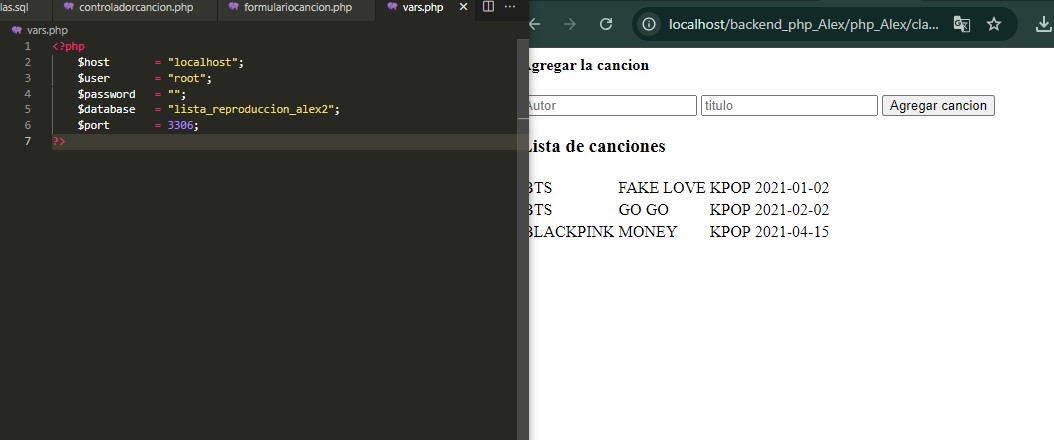 las.sql controladorcancion.php formulariocancion.php vars.php
vars.php
1 <?php
2 $host = "localhost";
3 $user = "root";
4 $password = "";
5 $database = "lista_reproduccion_alex2";
6 $port = 3306;
7 ?>
localhost/backend_php_Alex/php_Alex/cla...
Agregar la cancion
Autor titulo Agregar cancion
Lista de canciones
BTS FAKE LOVE KPOP 2021-01-02
BTS GO GO KPOP 2021-02-02
BLACKPINK MONEY KPOP 2021-04-15